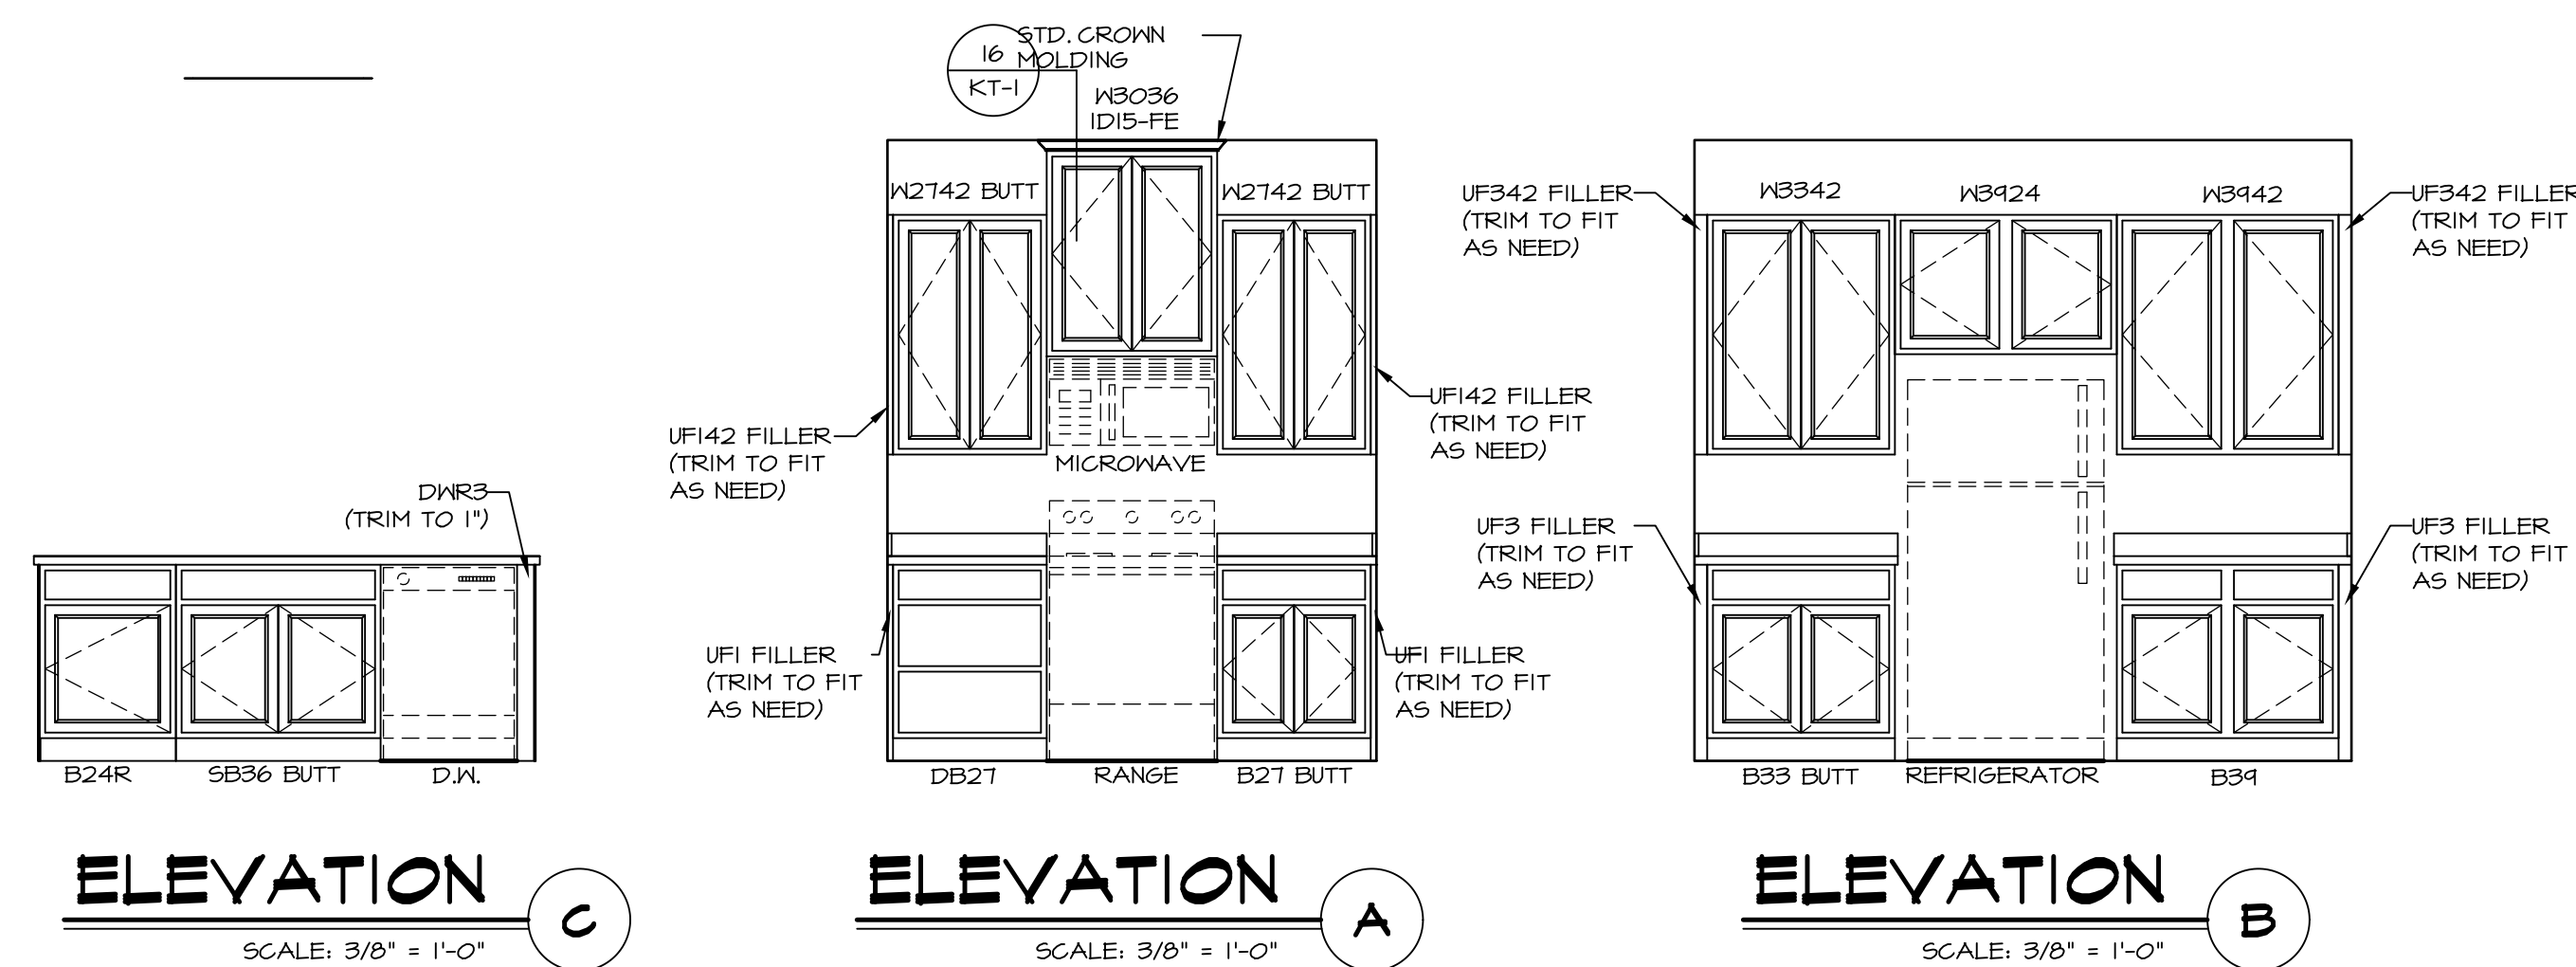 DWR3
(TRIM TO 1")
B24R
SB36 BUTT
D.W.
ELEVATION
C
SCALE: 3/8" = 1'-0"
16
KT-1
STD. CROWN
MOLDING
W3036
1D15-FE
W2742 BUTT
W2742 BUTT
UF142 FILLER
(TRIM TO FIT
AS NEED)
MICROWAVE
UF142 FILLER
(TRIM TO FIT
AS NEED)
UF1 FILLER
(TRIM TO FIT
AS NEED)
UF1 FILLER
(TRIM TO FIT
AS NEED)
DB27
RANGE
B27 BUTT
ELEVATION
A
SCALE: 3/8" = 1'-0"
UF342 FILLER
(TRIM TO FIT
AS NEED)
W3342
W3924
W3942
UF342 FILLER
(TRIM TO FIT
AS NEED)
UF3 FILLER
(TRIM TO FIT
AS NEED)
UF3 FILLER
(TRIM TO FIT
AS NEED)
B33 BUTT
REFRIGERATOR
B39
ELEVATION
B
SCALE: 3/8" = 1'-0"